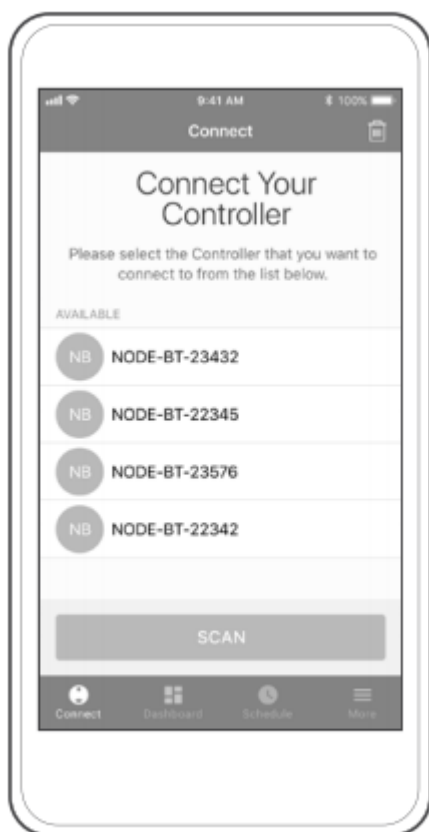 9:41 AM
100%
Connect
Connect Your
Controller
Please select the Controller that you want to
connect to from the list below.
AVAILABLE
NB NODE-BT-23432
NB NODE-BT-22345
NB NODE-BT-23576
NB NODE-BT-22342
SCAN
Connect Dashboard Schedule More